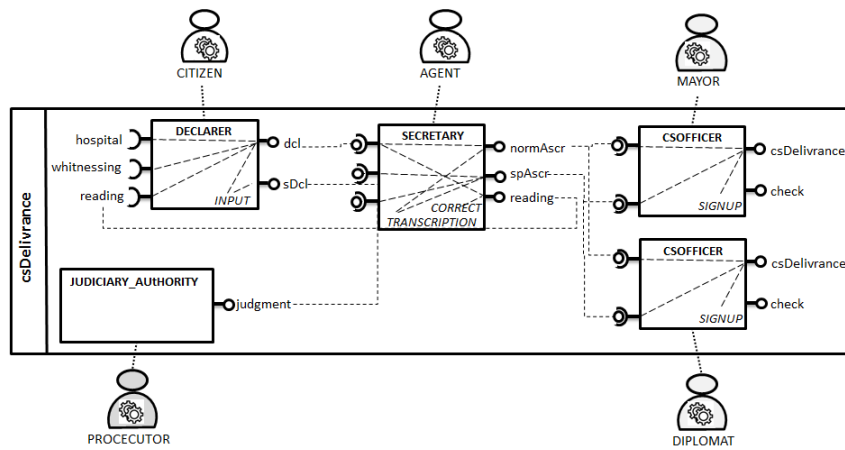 CITIZEN
AGENT
MAYOR
csDelivrance
DECLARER
hospital
whitnessing
reading
dcl
sDcl
INPUT
SECRETARY
normAscr
spAscr
reading
CORRECT
TRANSCRIPTION
CSOFFICER
csDelivrance
check
SIGNUP
CSOFFICER
csDelivrance
check
SIGNUP
JUDICIARY_AUtHORITY
judgment
PROCECUTOR
DIPLOMAT